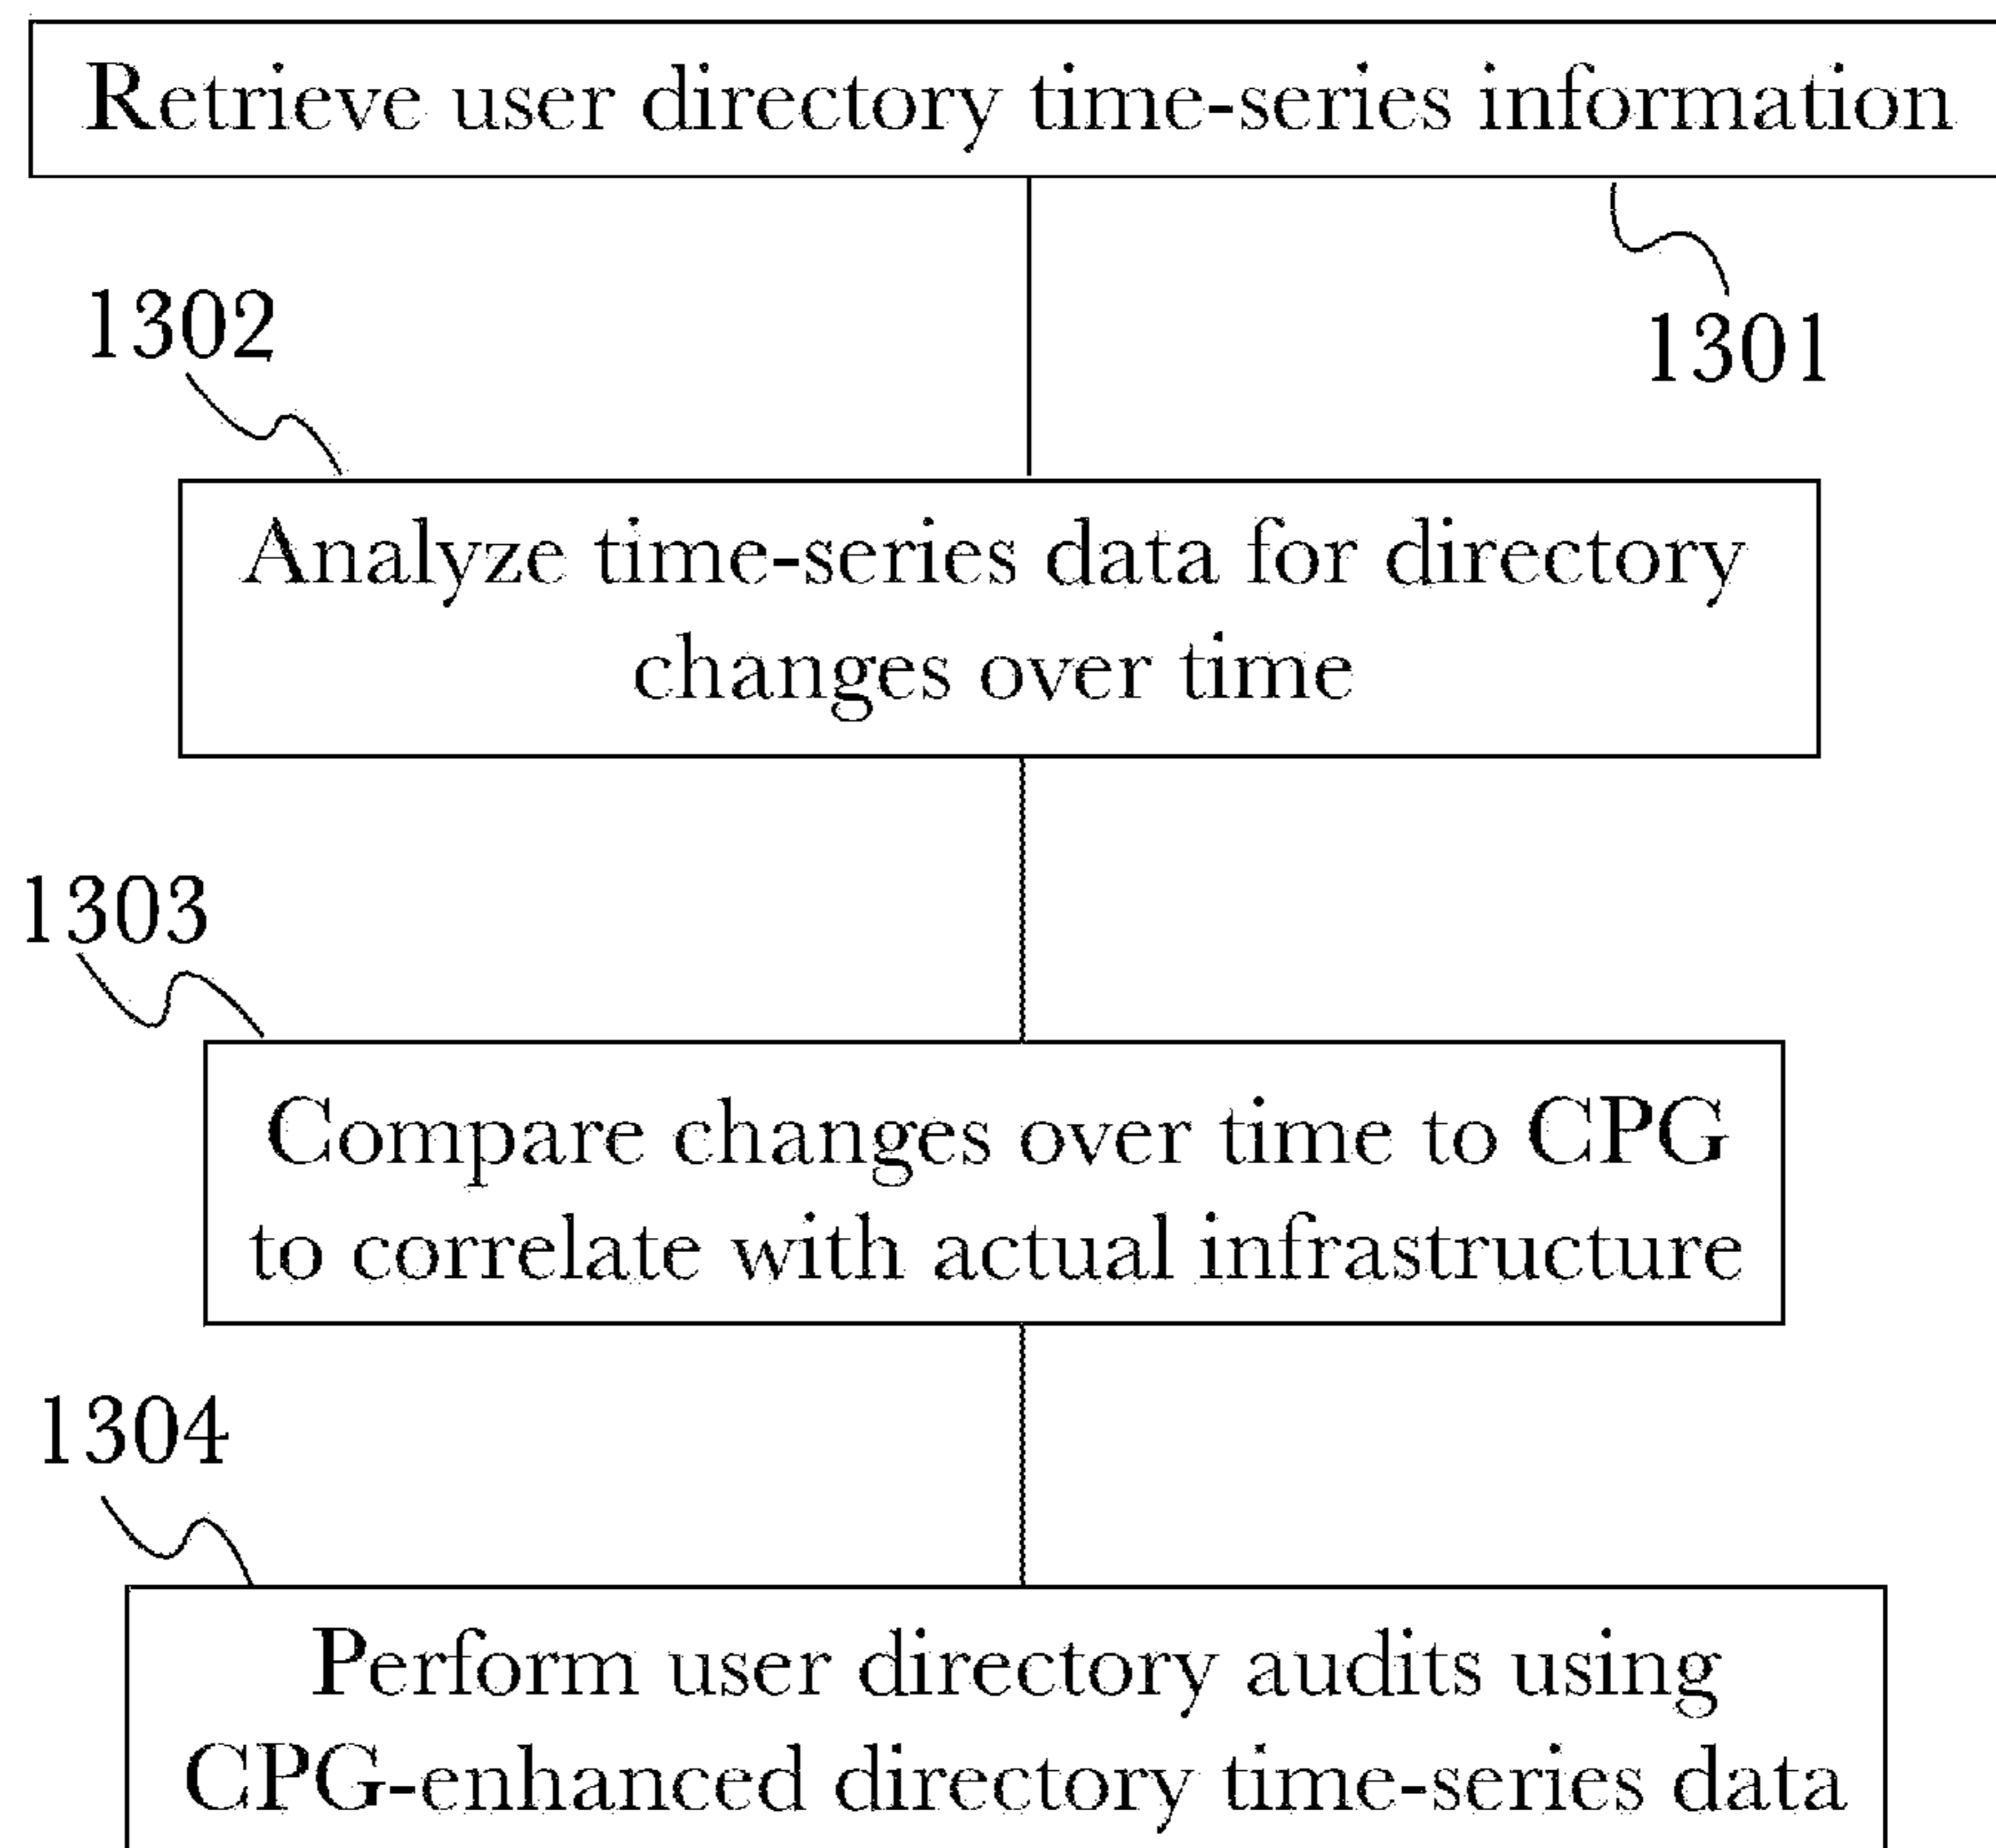 Retrieve user directory time-series information
1301
1302
Analyze time-series data for directory
changes over time
1303
Compare changes over time to CPG
to correlate with actual infrastructure
1304
Perform user directory audits using
CPG-enhanced directory time-series data